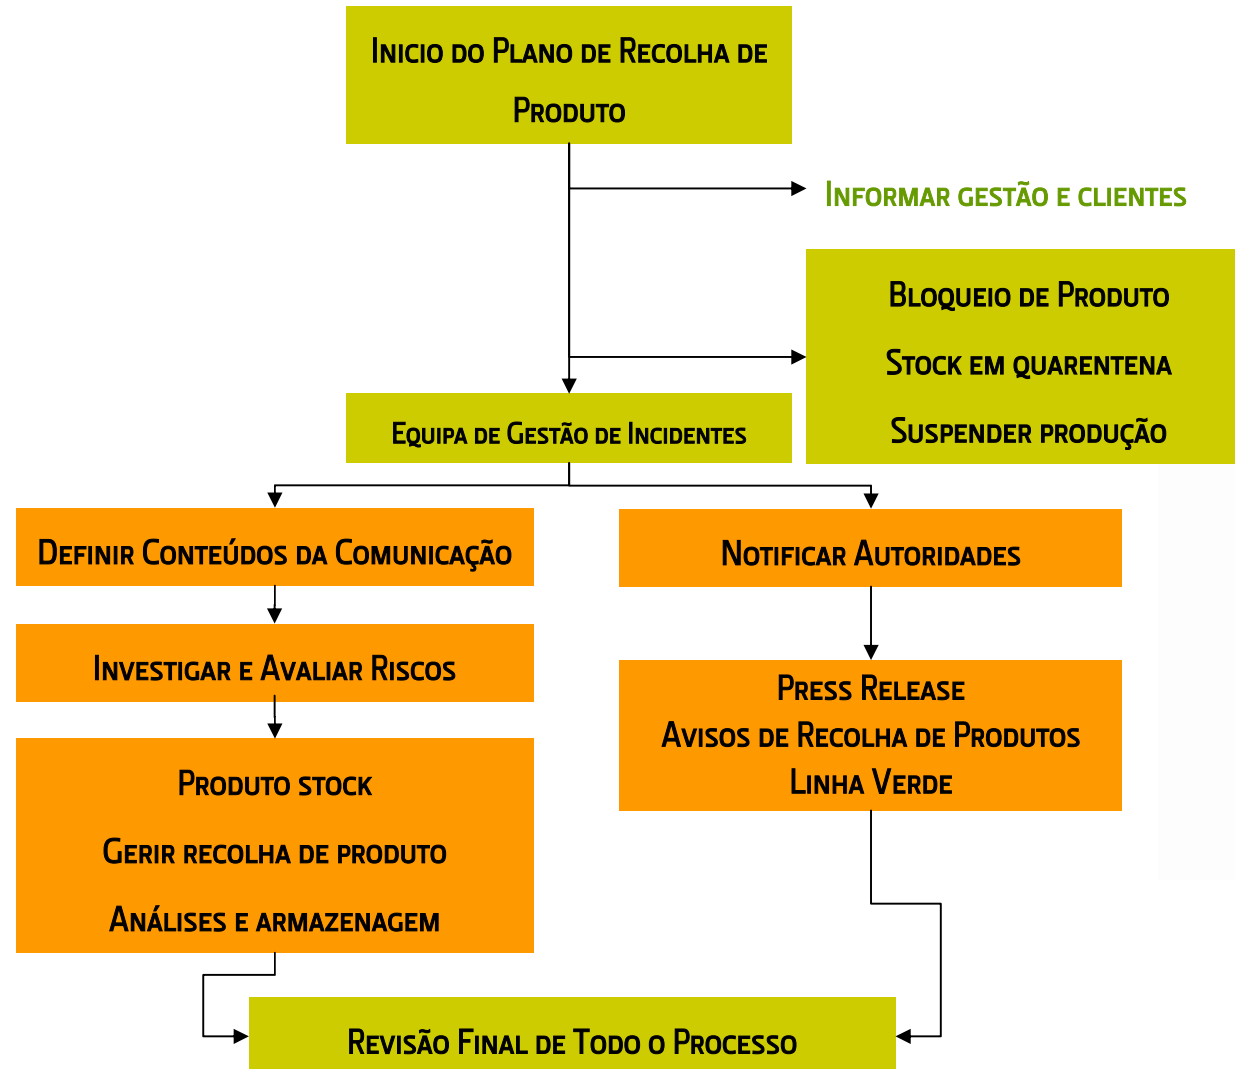 Inicio do Plano de Recolha de
Produto
Informar gestão e clientes
Bloqueio de Produto
Stock em quarentena
Suspender produção
Equipa de Gestão de Incidentes
Definir Conteúdos da Comunicação
Notificar Autoridades
Investigar e Avaliar Riscos
Press Release
Avisos de Recolha de Produtos
Linha Verde
Produto stock
Gerir recolha de produto
Análises e armazenagem
Revisão Final de Todo o Processo